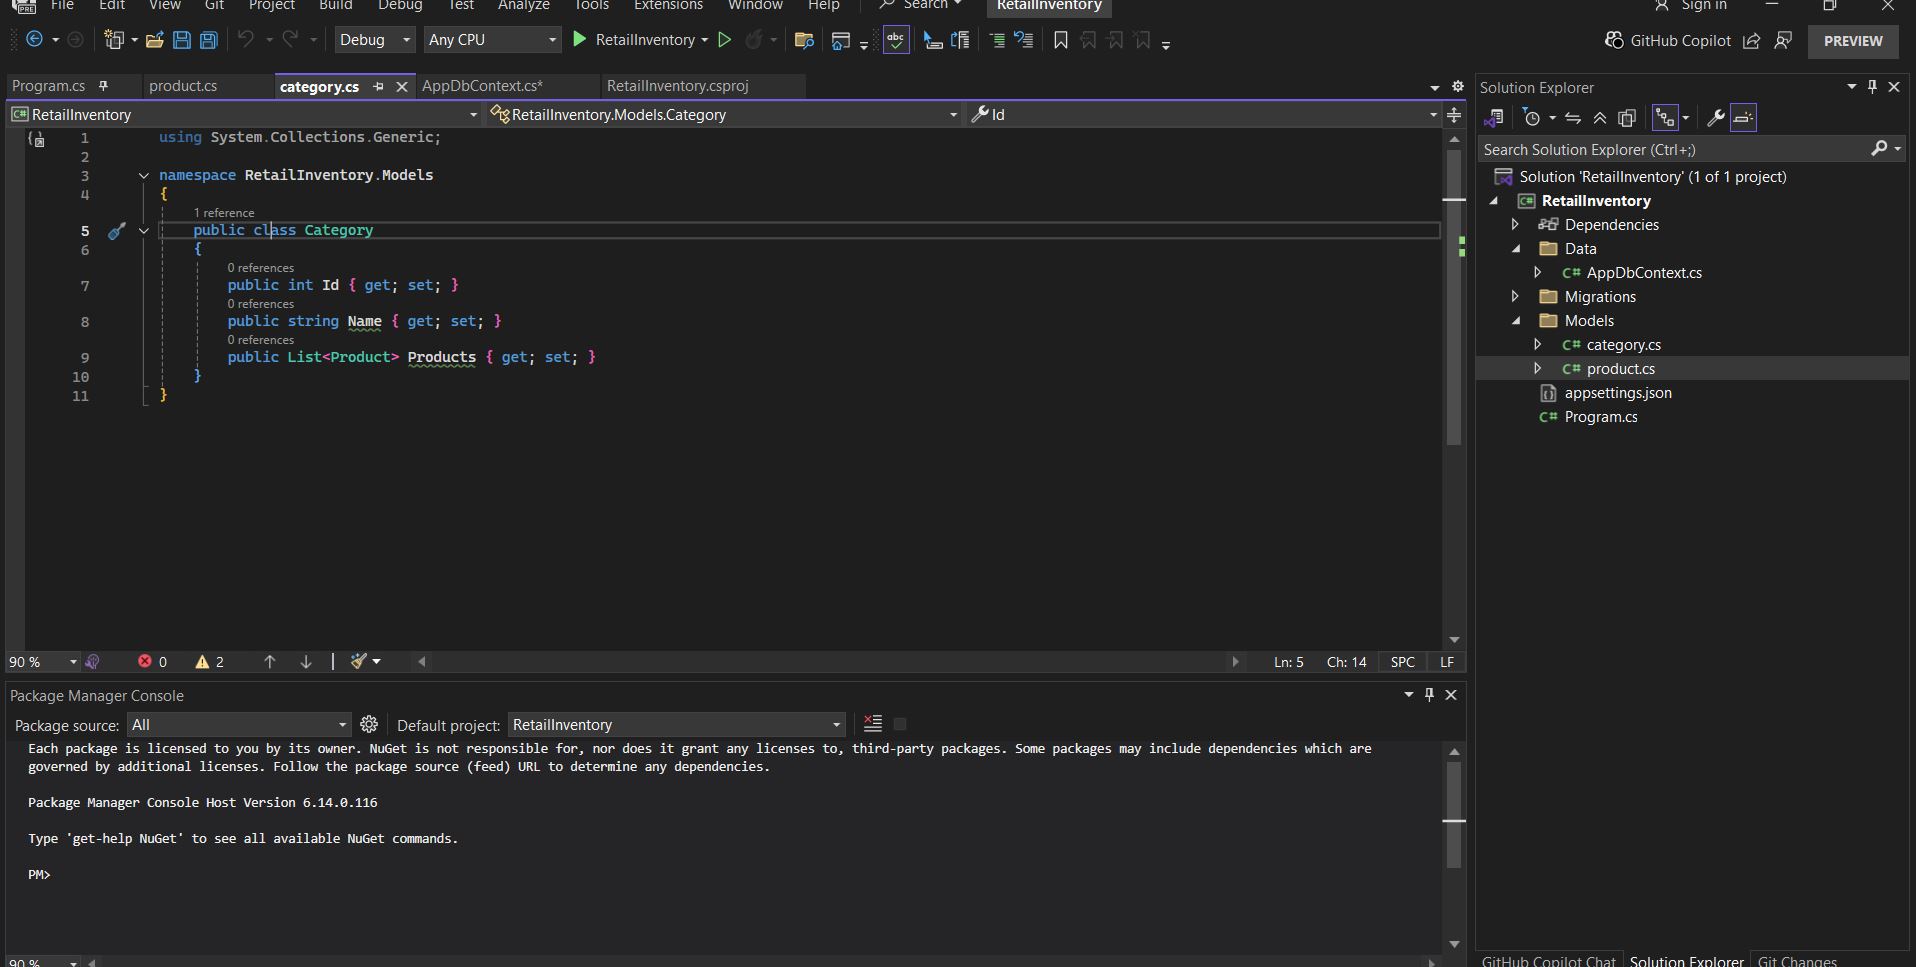 File Edit View Git Project Build Debug Test Analyze Tools Extensions Window Help Search RetailInventory Sign in
Debug Any CPU RetailInventory abc GitHub Copilot PREVIEW
Program.cs product.cs category.cs AppDbContext.cs* RetailInventory.csproj
RetailInventory RetailInventory.Models.Category Id
1 using System.Collections.Generic;
2
3 namespace RetailInventory.Models
4 {
1 reference
5 public class Category
6 {
0 references
7 public int Id { get; set; }
0 references
8 public string Name { get; set; }
0 references
9 public List<Product> Products { get; set; }
10 }
11 }
90 % 0 2 Ln: 5 Ch: 14 SPC LF
Package Manager Console
Package source: All Default project: RetailInventory
Each package is licensed to you by its owner. NuGet is not responsible for, nor does it grant any licenses to, third-party packages. Some packages may include dependencies which are
governed by additional licenses. Follow the package source (feed) URL to determine any dependencies.
Package Manager Console Host Version 6.14.0.116
Type 'get-help NuGet' to see all available NuGet commands.
PM>
90 %
Solution Explorer
Search Solution Explorer (Ctrl+;)
Solution 'RetailInventory' (1 of 1 project)
C# RetailInventory
Dependencies
Data
C# AppDbContext.cs
Migrations
Models
C# category.cs
C# product.cs
appsettings.json
C# Program.cs
GitHub Copilot Chat Solution Explorer Git Changes